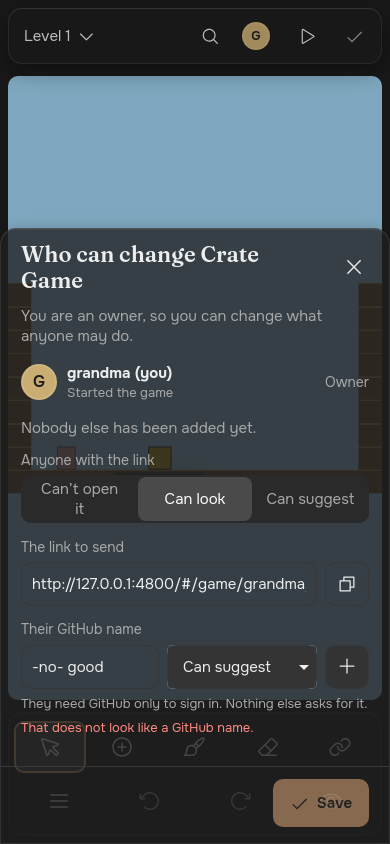 Level 1
G
Who can change Crate
Game
You are an owner, so you can change what
anyone may do.
G
grandma (you)
Owner
Started the game
Nobody else has been added yet.
Anyone with the link
Can't open
it
Can look
Can suggest
The link to send
http://127.0.0.1:4800/#/game/grandma
Their GitHub name
-no- good
Can suggest
They need GitHub only to sign in. Nothing else asks for it.
That does not look like a GitHub name.
Save